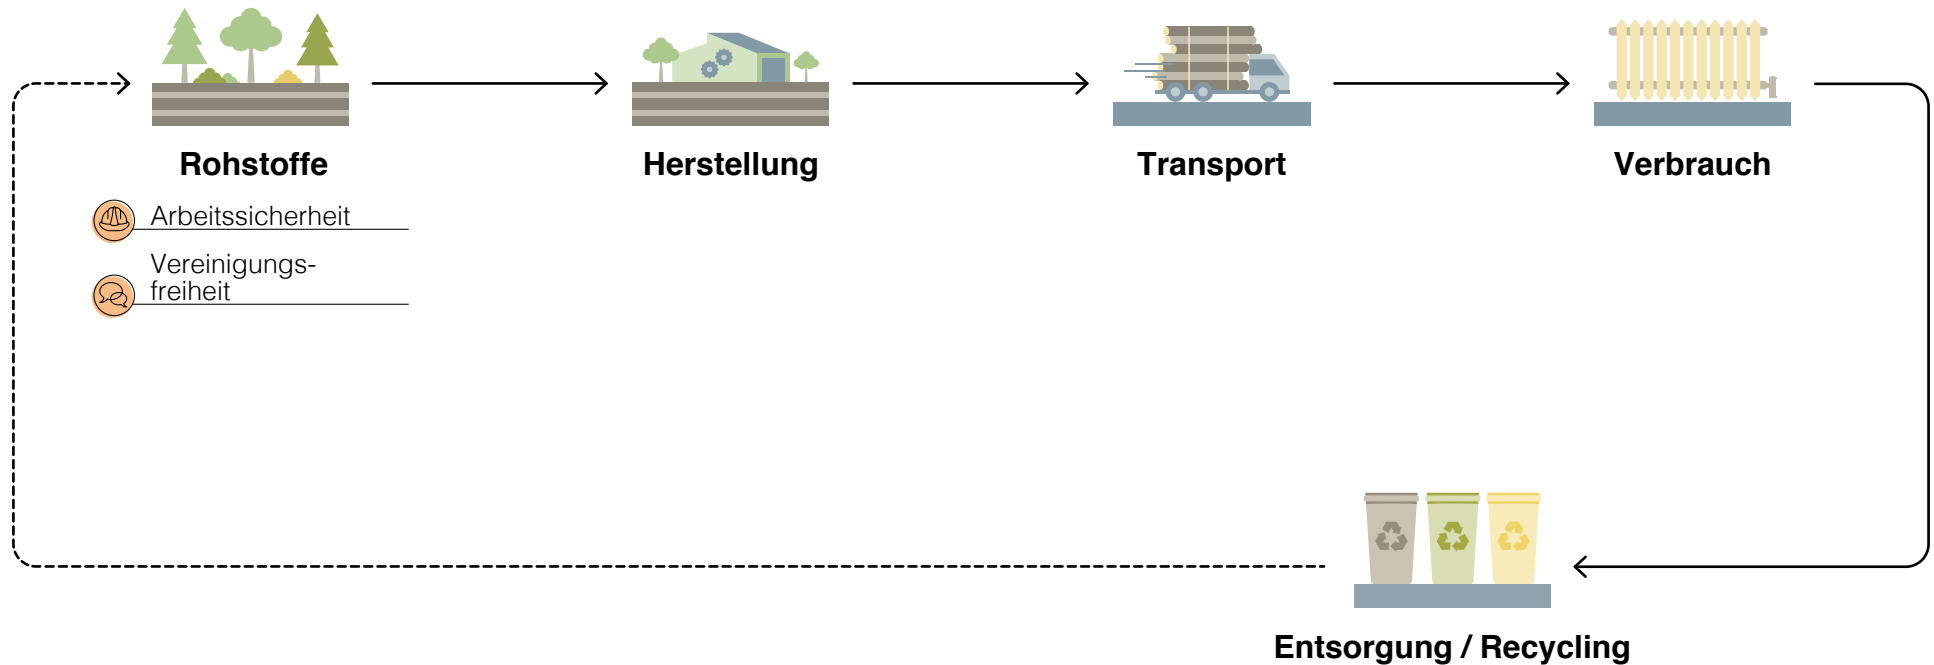 Rohstoffe
Herstellung
Transport
Verbrauch
Arbeitssicherheit
Vereinigungs-
freiheit
Entsorgung / Recycling